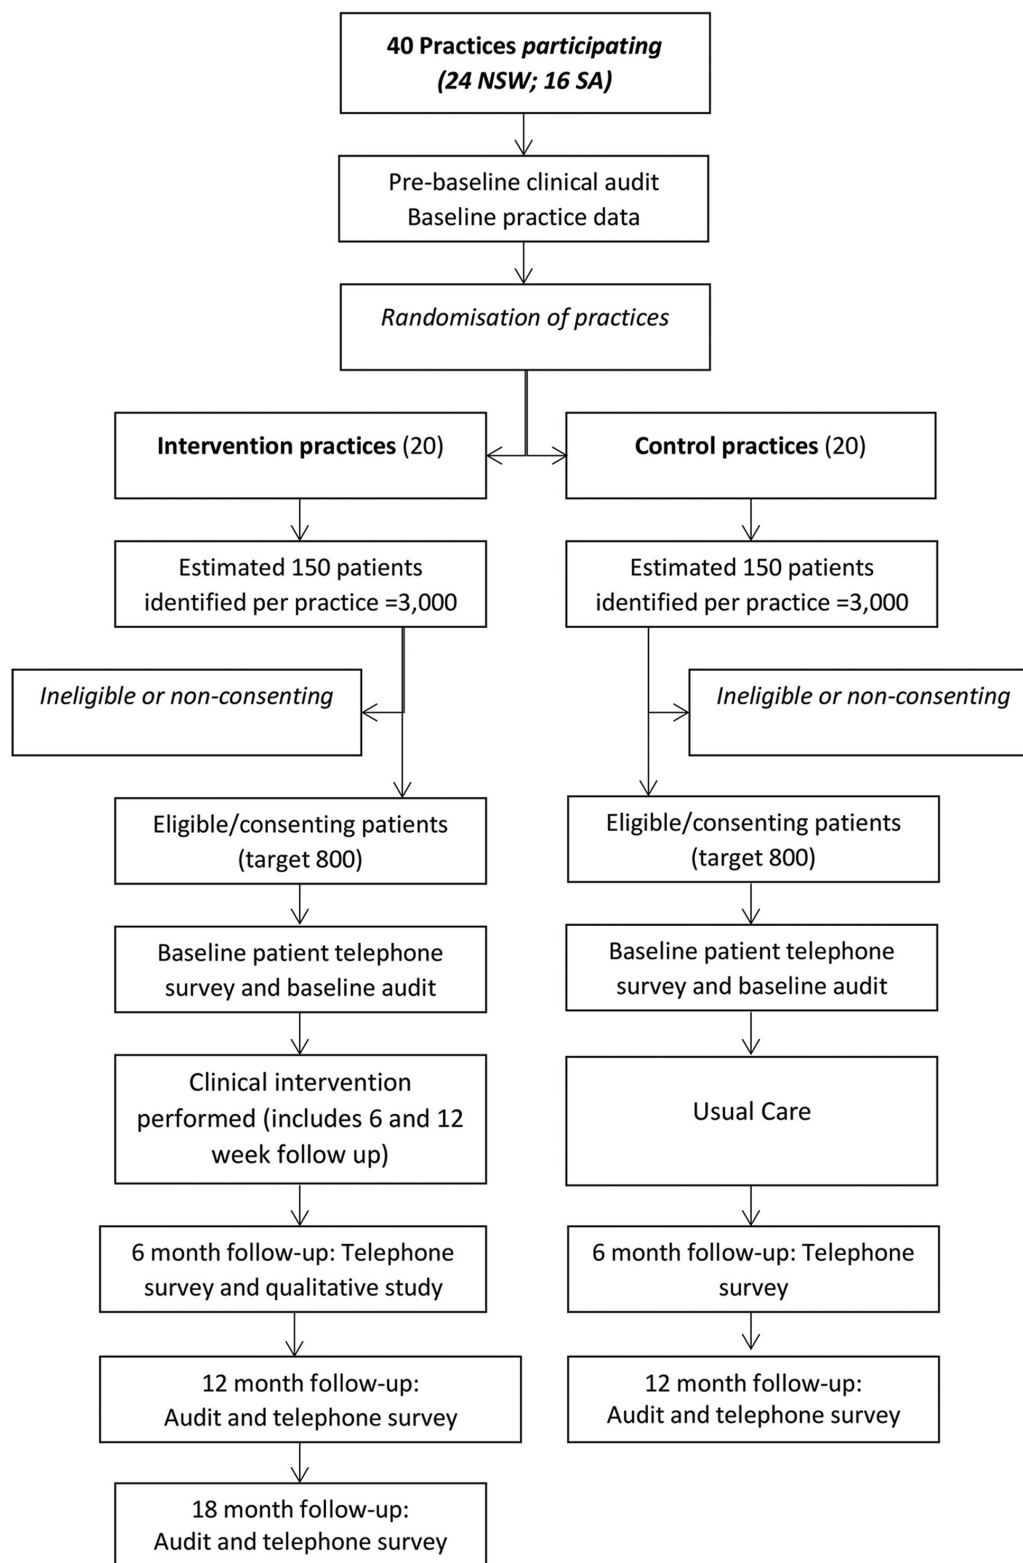 40 Practices participating
(24 NSW; 16 SA)
Pre-baseline clinical audit
Baseline practice data
Randomisation of practices
Intervention practices (20)
Control practices (20)
Estimated 150 patients
identified per practice =3,000
Estimated 150 patients
identified per practice =3,000
Ineligible or non-consenting
Ineligible or non-consenting
Eligible/consenting patients
(target 800)
Eligible/consenting patients
(target 800)
Baseline patient telephone
survey and baseline audit
Baseline patient telephone
survey and baseline audit
Clinical intervention
performed (includes 6 and 12
week follow up)
Usual Care
6 month follow-up: Telephone
survey and qualitative study
6 month follow-up: Telephone
survey
12 month follow-up:
Audit and telephone survey
12 month follow-up:
Audit and telephone survey
18 month follow-up:
Audit and telephone survey